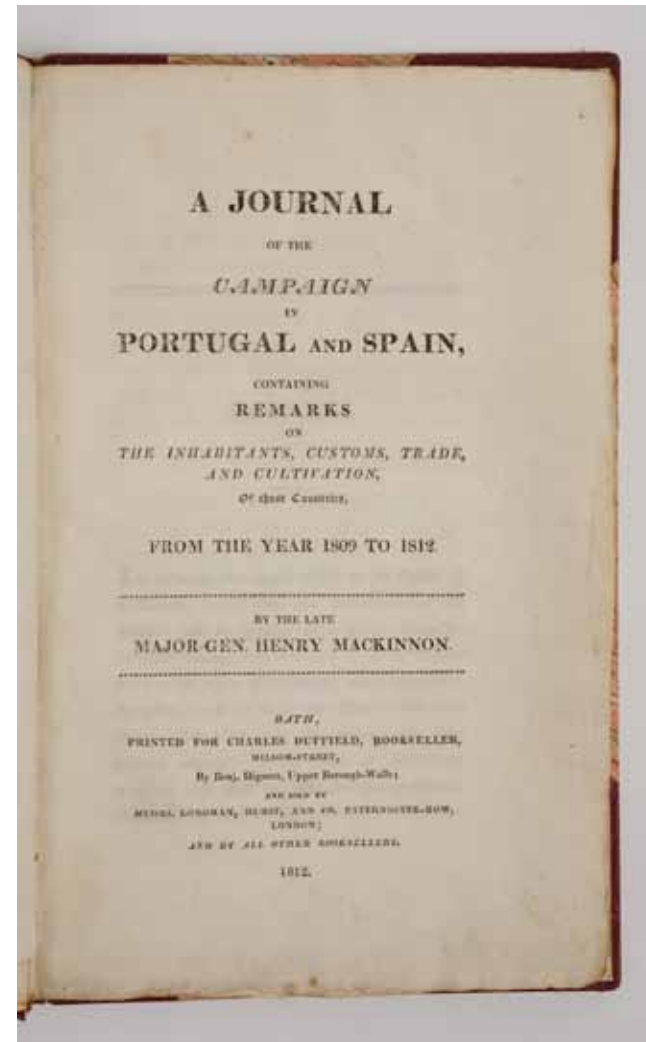 A JOURNAL
OF THE
CAMPAIGN
IN
PORTUGAL AND SPAIN,
CONTAINING
REMARKS
ON
THE INHABITANTS, CUSTOMS, TRADE,
AND CULTIVATION,
Of those Countries,
FROM THE YEAR 1809 TO 1812
BY THE LATE
MAJOR-GEN. HENRY MACKINNON.
BATH,
PRINTED FOR CHARLES DUFFIELD, BOOKSELLER,
MILSOM-STREET,
By Benj. Higman, Upper Borough-Walls;
AND SOLD BY
MESSRS. LONGMAN, HURST, AND CO. PATERNOSTER-ROW,
LONDON;
AND BY ALL OTHER BOOKSELLERS.
1812.